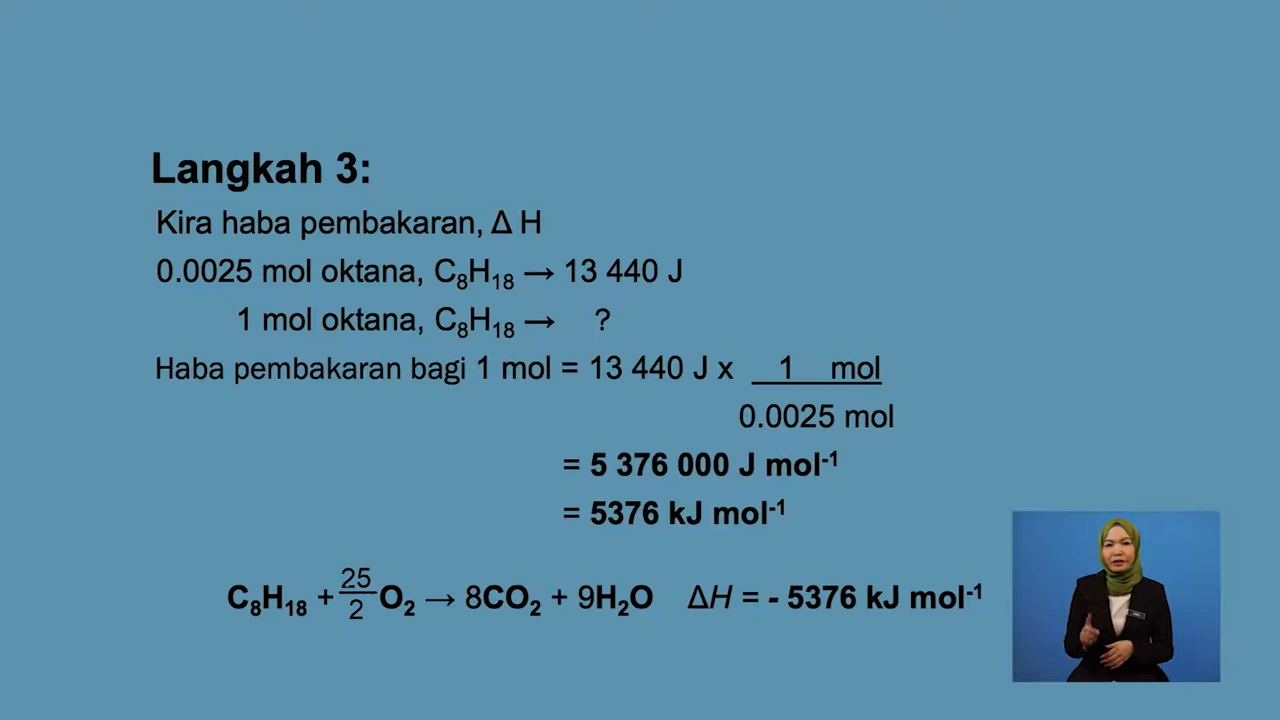 Langkah 3:
Kira haba pembakaran, Δ H
0.0025 mol oktana, C₈H₁₈ → 13 440 J
1 mol oktana, C₈H₁₈ → ?
Haba pembakaran bagi 1 mol = 13 440 J x 1 mol
0.0025 mol
= 5 376 000 J mol⁻¹
= 5376 kJ mol⁻¹
C₈H₁₈ + 25/2 O₂ → 8CO₂ + 9H₂O ΔH = - 5376 kJ mol⁻¹